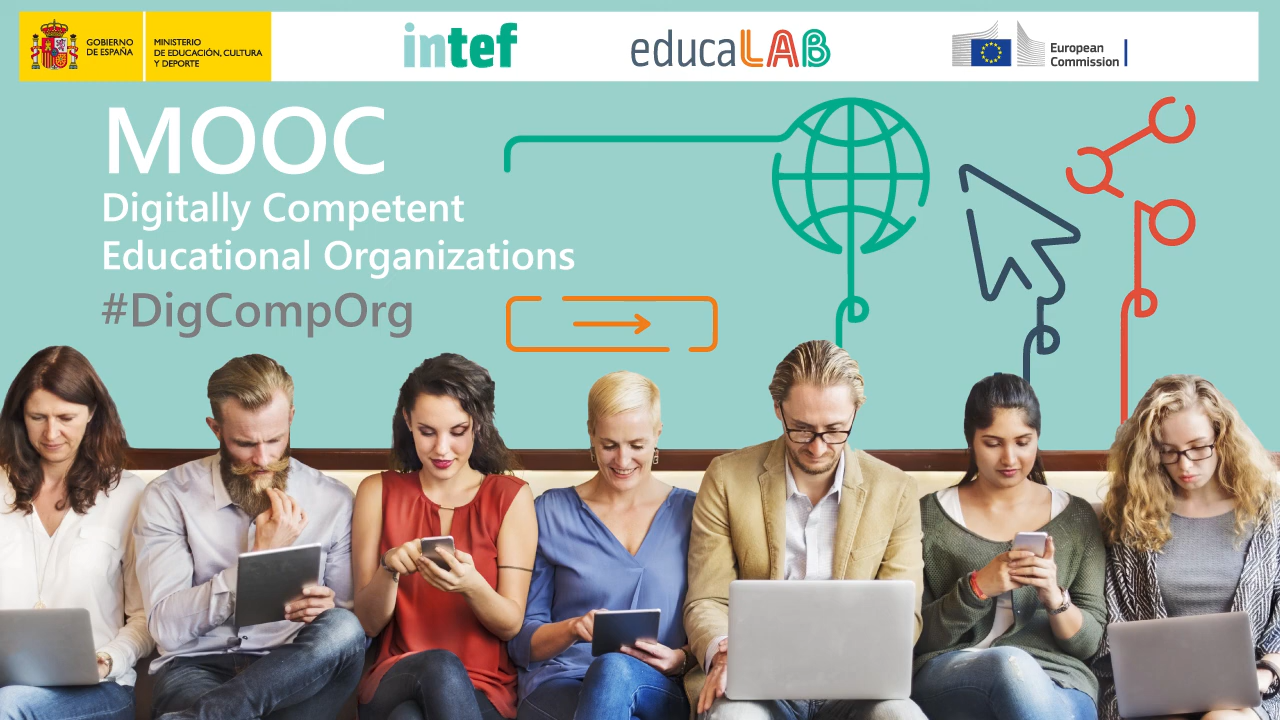 GOBIERNO
DE ESPAÑA
MINISTERIO
DE EDUCACIÓN, CULTURA
Y DEPORTE
intef
educaLAB
European
Commission
MOOC
Digitally Competent
Educational Organizations
#DigCompOrg